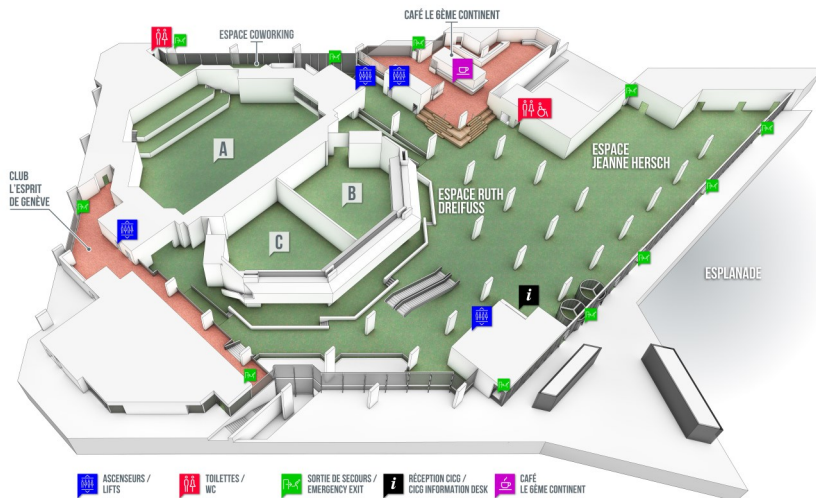 CAFÉ LE 6ÈME CONTINENT
ESPACE COWORKING
A
ESPACE
JEANNE HERSCH
CLUB
L'ESPRIT
DE GENÈVE
B
ESPACE RUTH
DREIFUSS
C
ESPLANADE
i
i
ASCENSEURS /
LIFTS
TOILETTES /
WC
SORTIE DE SECOURS /
EMERGENCY EXIT
RÉCEPTION CICG /
CICG INFORMATION DESK
CAFÉ
LE 6ÈME CONTINENT